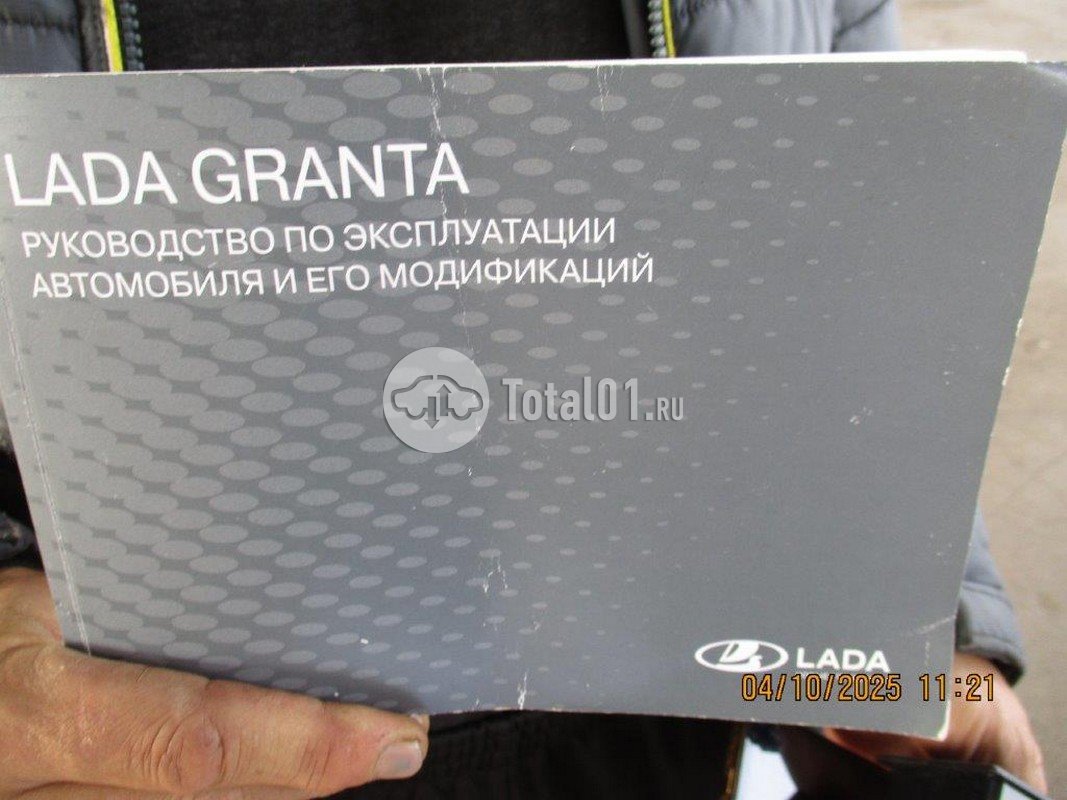 LADA GRANTA
РУКОВОДСТВО ПО ЭКСПЛУАТАЦИИ
АВТОМОБИЛЯ И ЕГО МОДИФИКАЦИЙ
Total01.RU
LADA
04/10/2025 11:21